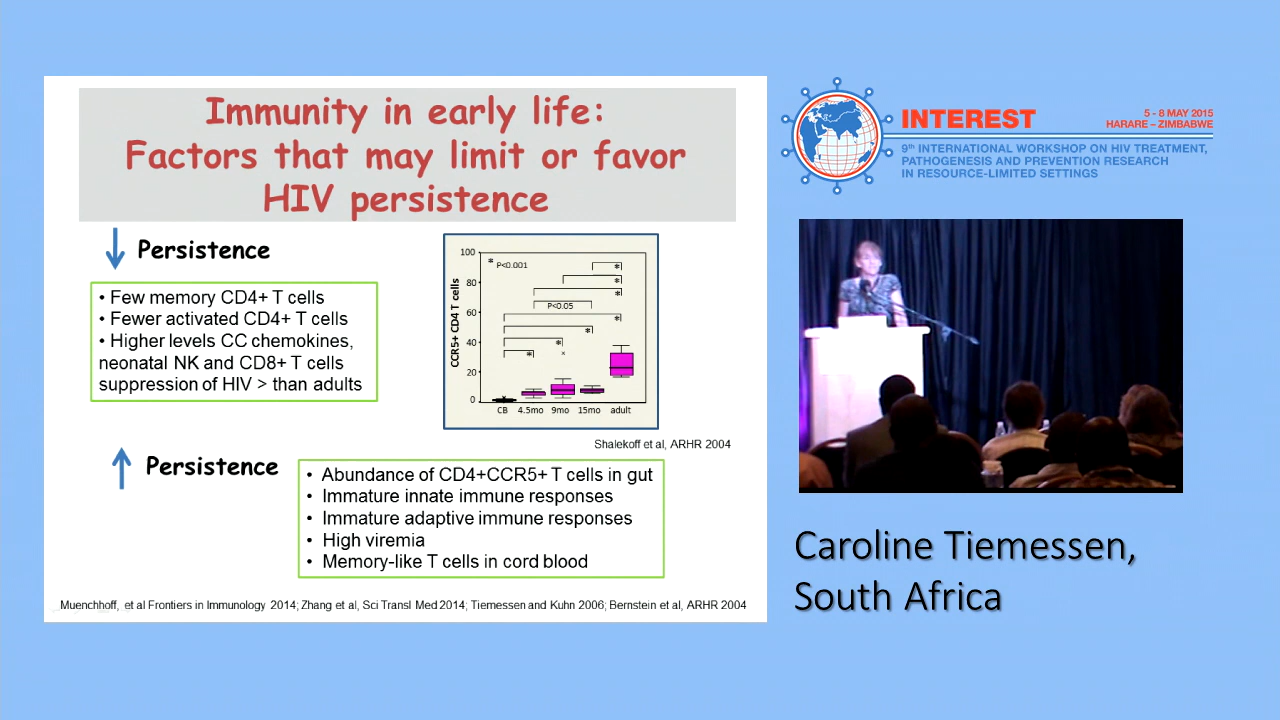 Immunity in early life:
Factors that may limit or favor
HIV persistence
Persistence
• Few memory CD4+ T cells
• Fewer activated CD4+ T cells
• Higher levels CC chemokines,
neonatal NK and CD8+ T cells
suppression of HIV > than adults
CCR5+ CD4 T cells
100
80
60
40
20
0
* P<0.001
P<0.05
CB 4.5mo 9mo 15mo adult
Shalekoff et al, ARHR 2004
Persistence
• Abundance of CD4+CCR5+ T cells in gut
• Immature innate immune responses
• Immature adaptive immune responses
• High viremia
• Memory-like T cells in cord blood
Muenchhoff, et al Frontiers in Immunology 2014; Zhang et al, Sci Transl Med 2014; Tiemessen and Kuhn 2006; Bernstein et al, ARHR 2004
INTEREST
5 - 8 MAY 2015
HARARE – ZIMBABWE
9th INTERNATIONAL WORKSHOP ON HIV TREATMENT,
PATHOGENESIS AND PREVENTION RESEARCH
IN RESOURCE-LIMITED SETTINGS
Caroline Tiemessen,
South Africa